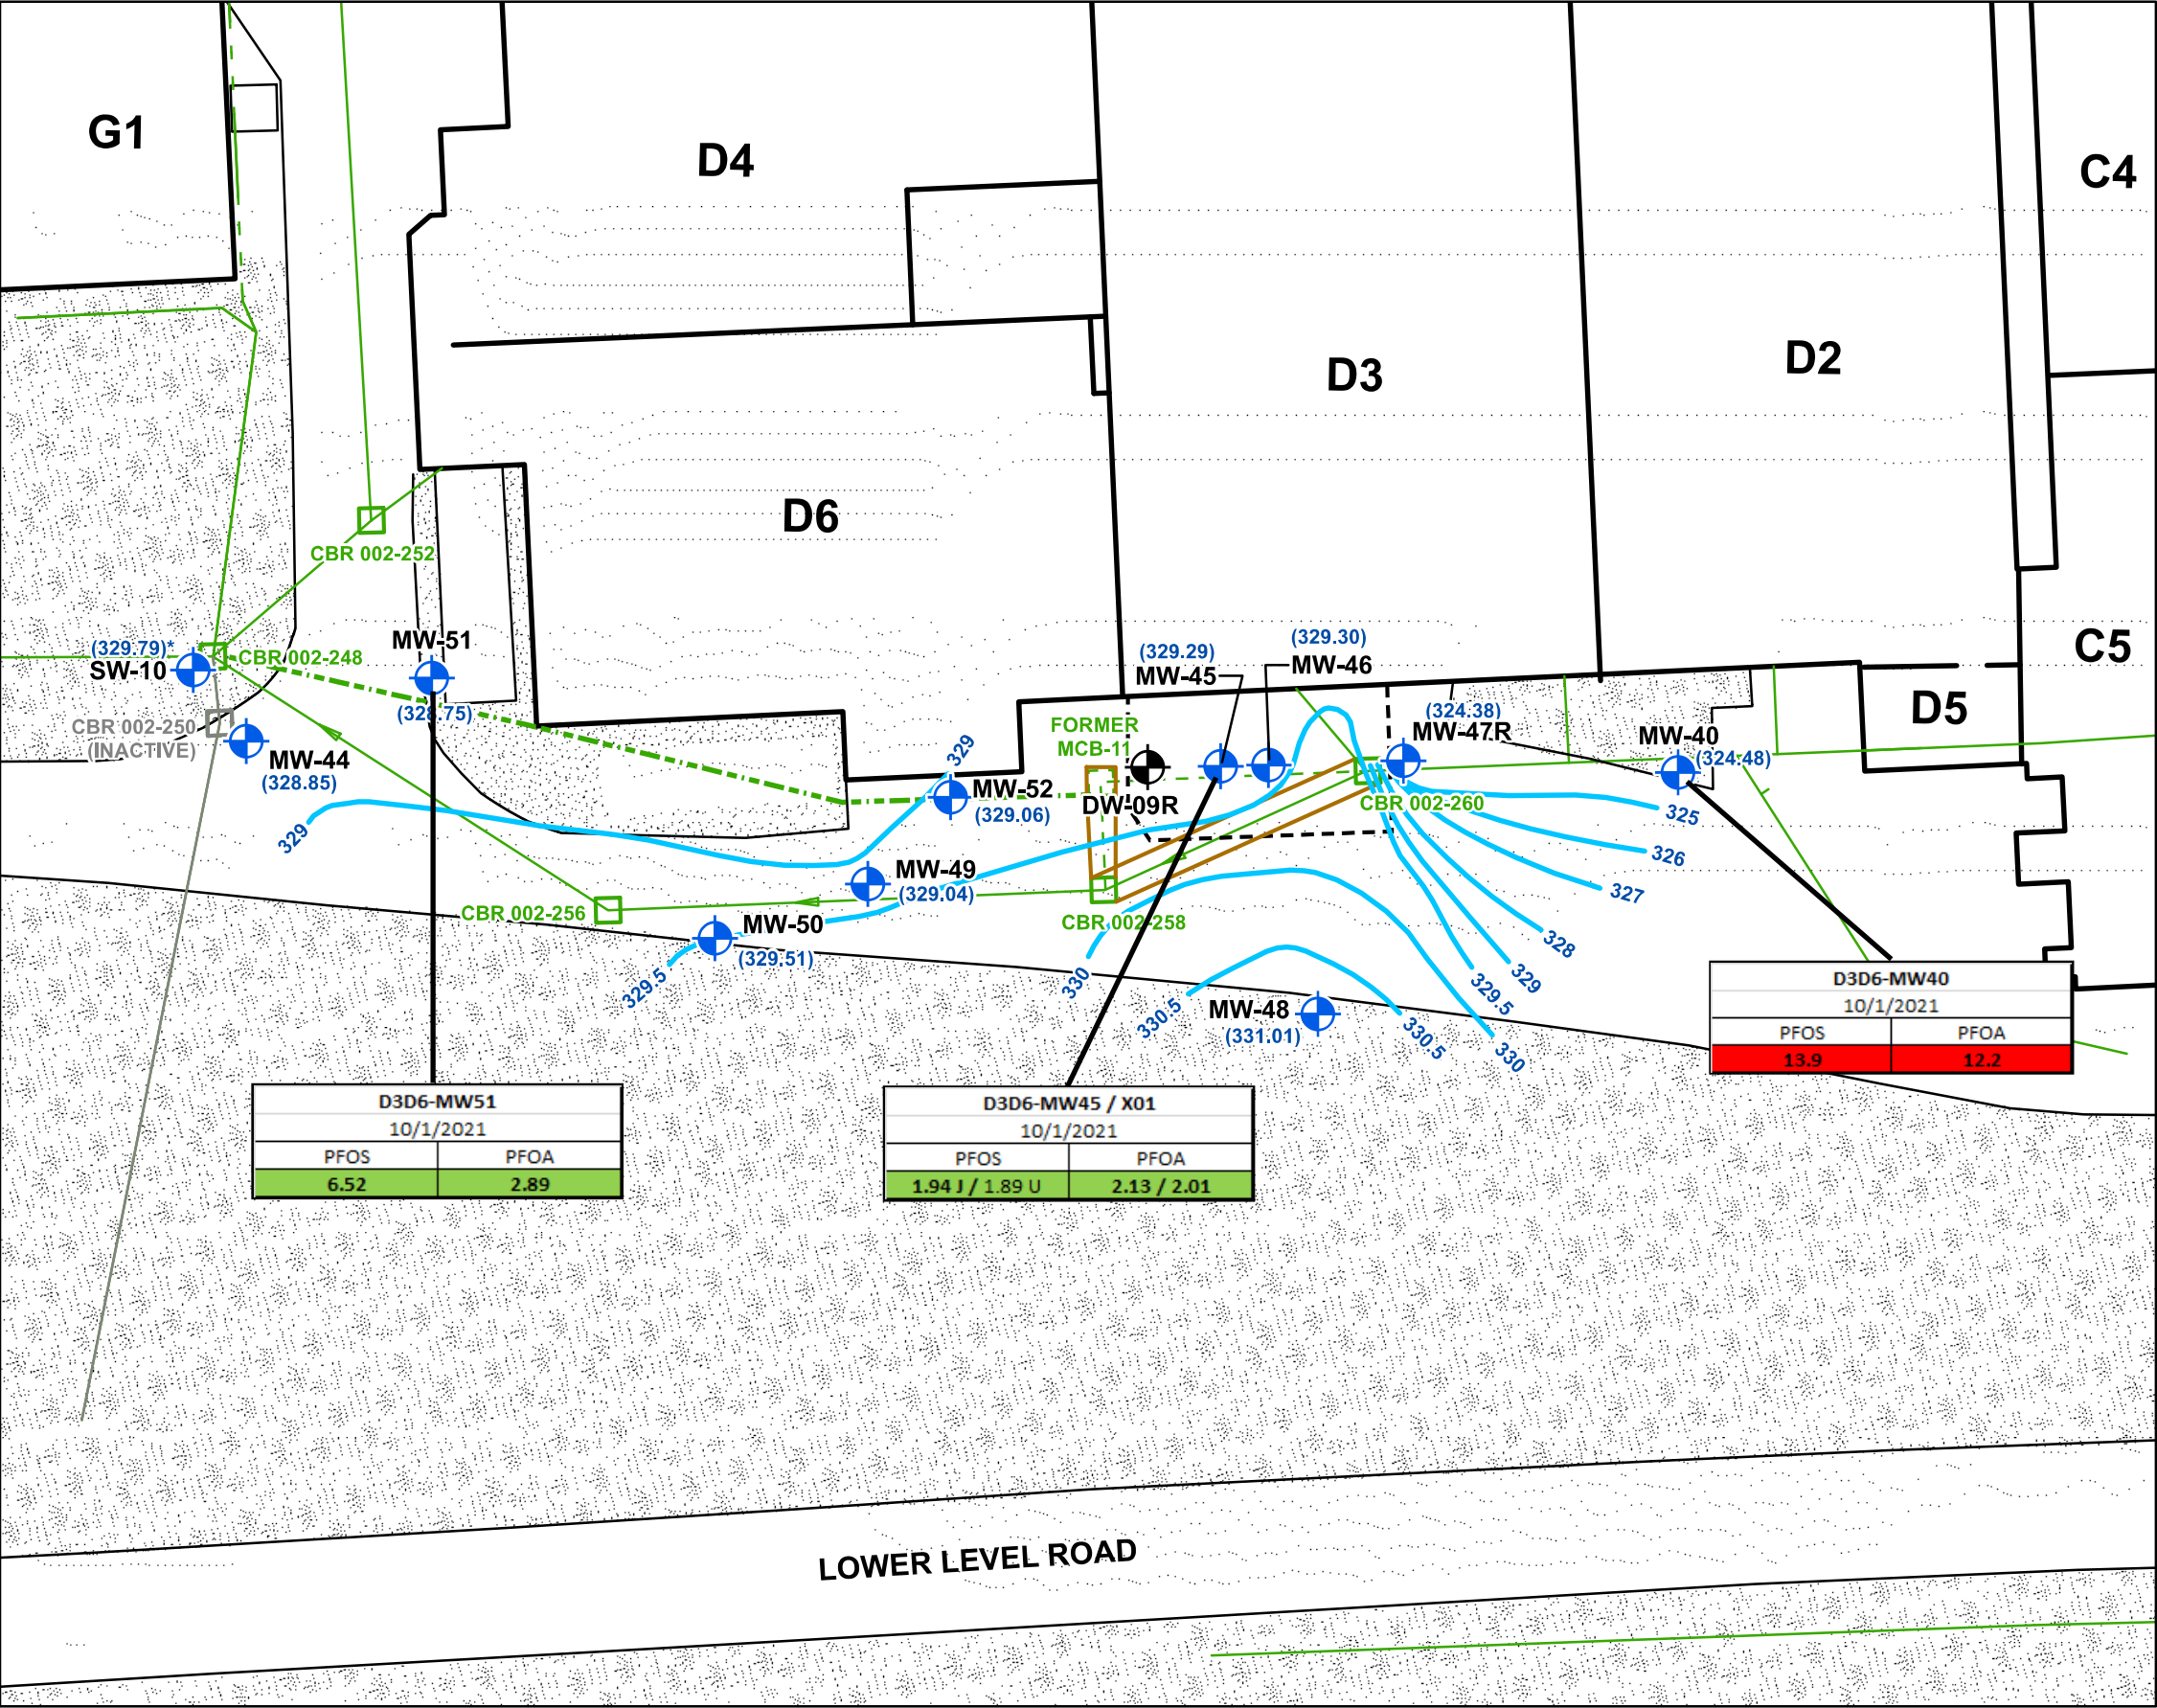 G1
D4
C4
D3
D2
D6
CBR 002-252
MW-51
(328.75)
(329.79)*
SW-10
CBR 002-248
CBR 002-250
(INACTIVE)
MW-44
(328.85)
329
329
(329.29)
MW-45
(329.30)
MW-46
FORMER
MCB-11
DW-09R
(324.38)
MW-47R
MW-40
(324.48)
D5
C5
MW-52
(329.06)
CBR 002-260
325
326
327
328
329
329.5
330
330.5
MW-49
(329.04)
CBR 002-256
MW-50
(329.51)
329.5
CBR 002-258
330
330.5
MW-48
(331.01)
D3D6-MW40
10/1/2021
PFOS PFOA
13.9 12.2
D3D6-MW51
10/1/2021
PFOS PFOA
6.52 2.89
D3D6-MW45 / X01
10/1/2021
PFOS PFOA
1.94 J / 1.89 U 2.13 / 2.01
LOWER LEVEL ROAD